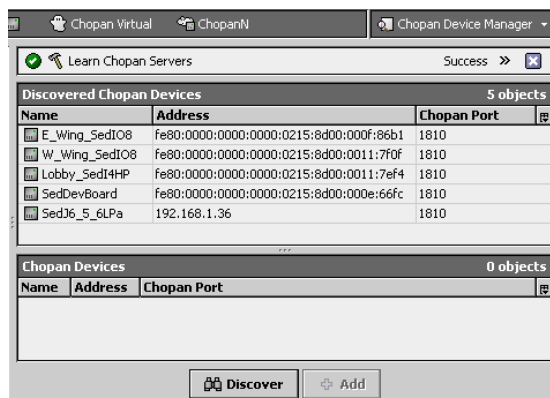 Chopan Virtual ChopanN Chopan Device Manager
Learn Chopan Servers Success »
Discovered Chopan Devices 5 objects
Name Address Chopan Port
E_Wing_SedIO8 fe80:0000:0000:0000:0215:8d00:000f:86b1 1810
W_Wing_SedIO8 fe80:0000:0000:0000:0215:8d00:0011:7f0f 1810
Lobby_SedI4HP fe80:0000:0000:0000:0215:8d00:0011:7ef4 1810
SedDevBoard fe80:0000:0000:0000:0215:8d00:000e:66fc 1810
SedJ6_5_6LPa 192.168.1.36 1810
Chopan Devices 0 objects
Name Address Chopan Port
Discover Add